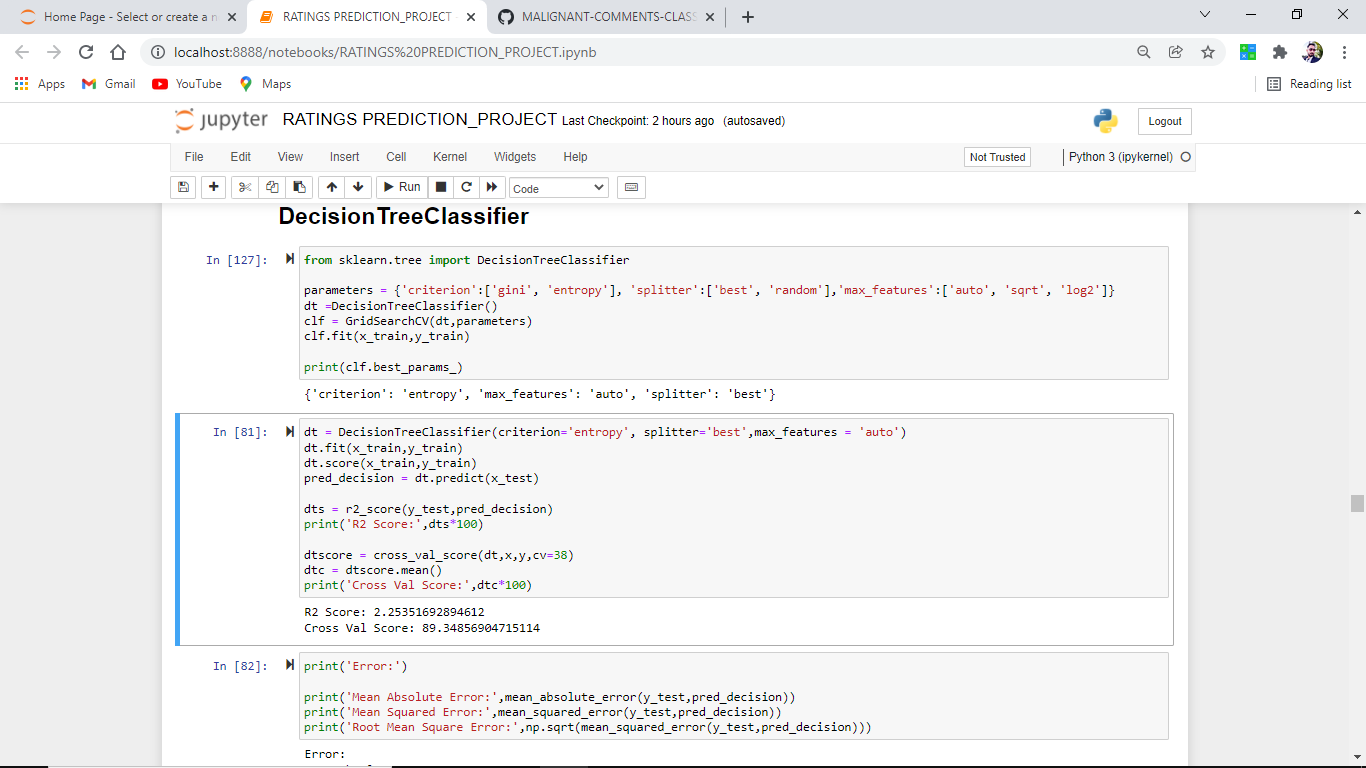 Home Page - Select or create a n
RATINGS PREDICTION_PROJECT
MALIGNANT-COMMENTS-CLASS
localhost:8888/notebooks/RATINGS%20PREDICTION_PROJECT.ipynb
Apps Gmail YouTube Maps Reading list
jupyter RATINGS PREDICTION_PROJECT Last Checkpoint: 2 hours ago (autosaved) Logout
File Edit View Insert Cell Kernel Widgets Help Not Trusted Python 3 (ipykernel)
Run Code
DecisionTreeClassifier
In [127]:
from sklearn.tree import DecisionTreeClassifier
parameters = {'criterion':['gini', 'entropy'], 'splitter':['best', 'random'],'max_features':['auto', 'sqrt', 'log2']}
dt =DecisionTreeClassifier()
clf = GridSearchCV(dt,parameters)
clf.fit(x_train,y_train)
print(clf.best_params_)
{'criterion': 'entropy', 'max_features': 'auto', 'splitter': 'best'}
In [81]:
dt = DecisionTreeClassifier(criterion='entropy', splitter='best',max_features = 'auto')
dt.fit(x_train,y_train)
dt.score(x_train,y_train)
pred_decision = dt.predict(x_test)
dts = r2_score(y_test,pred_decision)
print('R2 Score:',dts*100)
dtscore = cross_val_score(dt,x,y,cv=38)
dtc = dtscore.mean()
print('Cross Val Score:',dtc*100)
R2 Score: 2.25351692894612
Cross Val Score: 89.34856904715114
In [82]:
print('Error:')
print('Mean Absolute Error:',mean_absolute_error(y_test,pred_decision))
print('Mean Squared Error:',mean_squared_error(y_test,pred_decision))
print('Root Mean Square Error:',np.sqrt(mean_squared_error(y_test,pred_decision)))
Error: